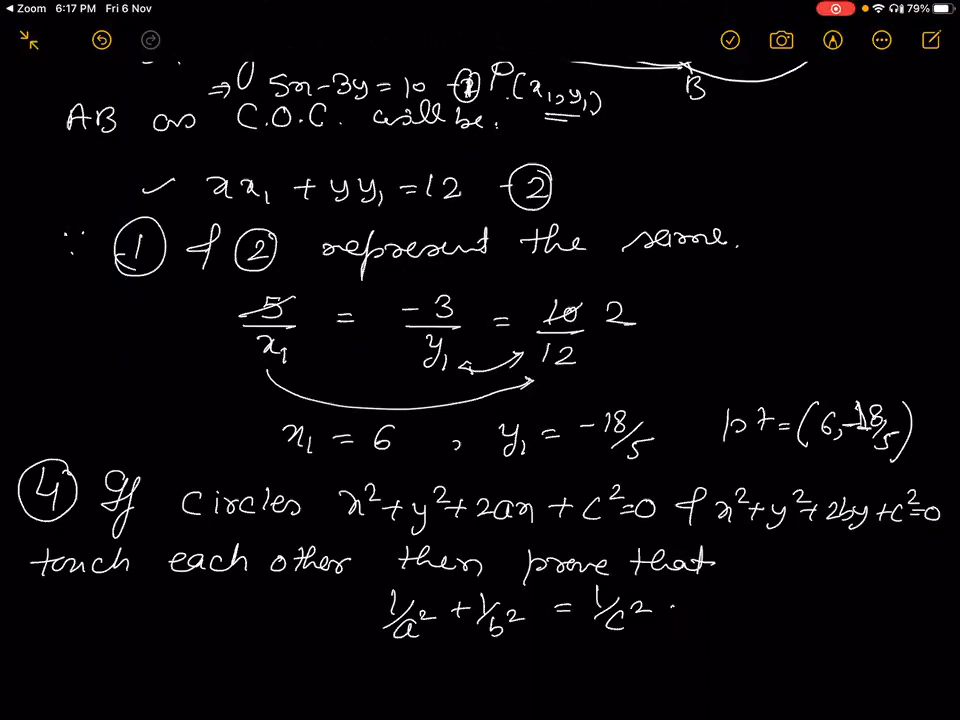 Zoom 6:17 PM Fri 6 Nov 79%
⇒ 5x-3y=10 -① P(x₁,y₁) B
AB as C.O.C. will be.
✓ xx₁ + yy₁ = 12 -②
∵ ① & ② represent the same.
5/x₁ = -3/y₁ = 10/12 2
x₁ = 6 , y₁ = -18/5 pt = (6,-18/5)
④ If circles x²+y²+2ax+c²=0 & x²+y²+2by+c²=0
touch each other then prove that
1/a² + 1/b² = 1/c² .